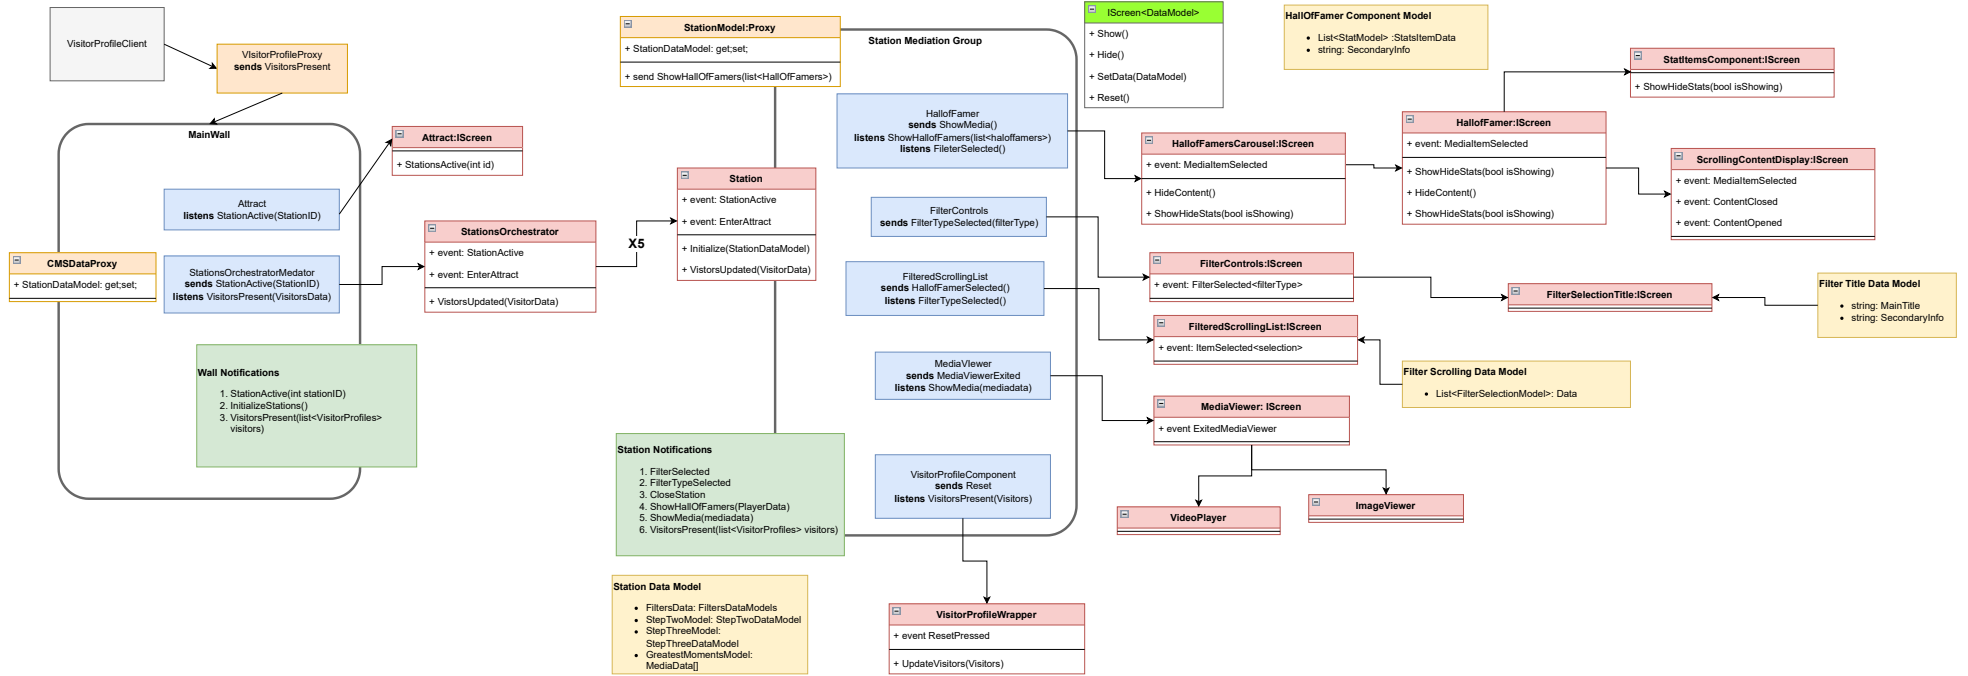 VisitorProfileClient
VIsitorProfileProxy
sends VisitorsPresent
MainWall
Attract
listens StationActive(StationID)
CMSDataProxy
+ StationDataModel: get;set;
StationsOrchestratorMedator
sends StationActive(StationID)
listens VisitorsPresent(VisitorsData)
Wall Notifications
1. StationActive(int stationID)
2. InitializeStations()
3. VisitorsPresent(list<VisitorProfiles>
visitors)
Attract:IScreen
+ StationsActive(int id)
StationsOrchestrator
+ event: StationActive
+ event: EnterAttract
+ VistorsUpdated(VisitorData)
X5
Station
+ event: StationActive
+ event: EnterAttract
+ Initialize(StationDataModel)
+ VistorsUpdated(VisitorData)
StationModel:Proxy
+ StationDataModel: get;set;
+ send ShowHallOfFamers(list<HallOfFamers>)
Station Mediation Group
HallofFamer
sends ShowMedia()
listens ShowHallofFamers(list<haloffamers>)
listens FileterSelected()
FilterControls
sends FilterTypeSelected(filterType)
FilteredScrollingList
sends HallofFamerSelected()
listens FilterTypeSelected()
MediaVIewer
sends MediaViewerExited
listens ShowMedia(mediadata)
VisitorProfileComponent
sends Reset
listens VisitorsPresent(Visitors)
Station Notifications
1. FilterSelected
2. FilterTypeSelected
3. CloseStation
4. ShowHallOfFamers(PlayerData)
5. ShowMedia(mediadata)
6. VisitorsPresent(list<VisitorProfiles> visitors)
Station Data Model
• FiltersData: FiltersDataModels
• StepTwoModel: StepTwoDataModel
• StepThreeModel:
StepThreeDataModel
• GreatestMomentsModel:
MediaData[]
VisitorProfileWrapper
+ event ResetPressed
+ UpdateVisitors(Visitors)
IScreen<DataModel>
+ Show()
+ Hide()
+ SetData(DataModel)
+ Reset()
HallOfFamer Component Model
• List<StatModel> :StatsItemData
• string: SecondaryInfo
HallofFamersCarousel:IScreen
+ event: MediaItemSelected
+ HideContent()
+ ShowHideStats(bool isShowing)
HallofFamer:IScreen
+ event: MediaItemSelected
+ ShowHideStats(bool isShowing)
+ HideContent()
+ ShowHideStats(bool isShowing)
StatItemsComponent:IScreen
+ ShowHideStats(bool isShowing)
ScrollingContentDisplay:IScreen
+ event: MediaItemSelected
+ event: ContentClosed
+ event: ContentOpened
FilterControls:IScreen
+ event: FilterSelected<filterType>
FilterSelectionTitle:IScreen
Filter Title Data Model
• string: MainTitle
• string: SecondaryInfo
FilteredScrollingList:IScreen
+ event: ItemSelected<selection>
Filter Scrolling Data Model
• List<FilterSelectionModel>: Data
MediaViewer: IScreen
+ event ExitedMediaViewer
VideoPlayer
ImageViewer